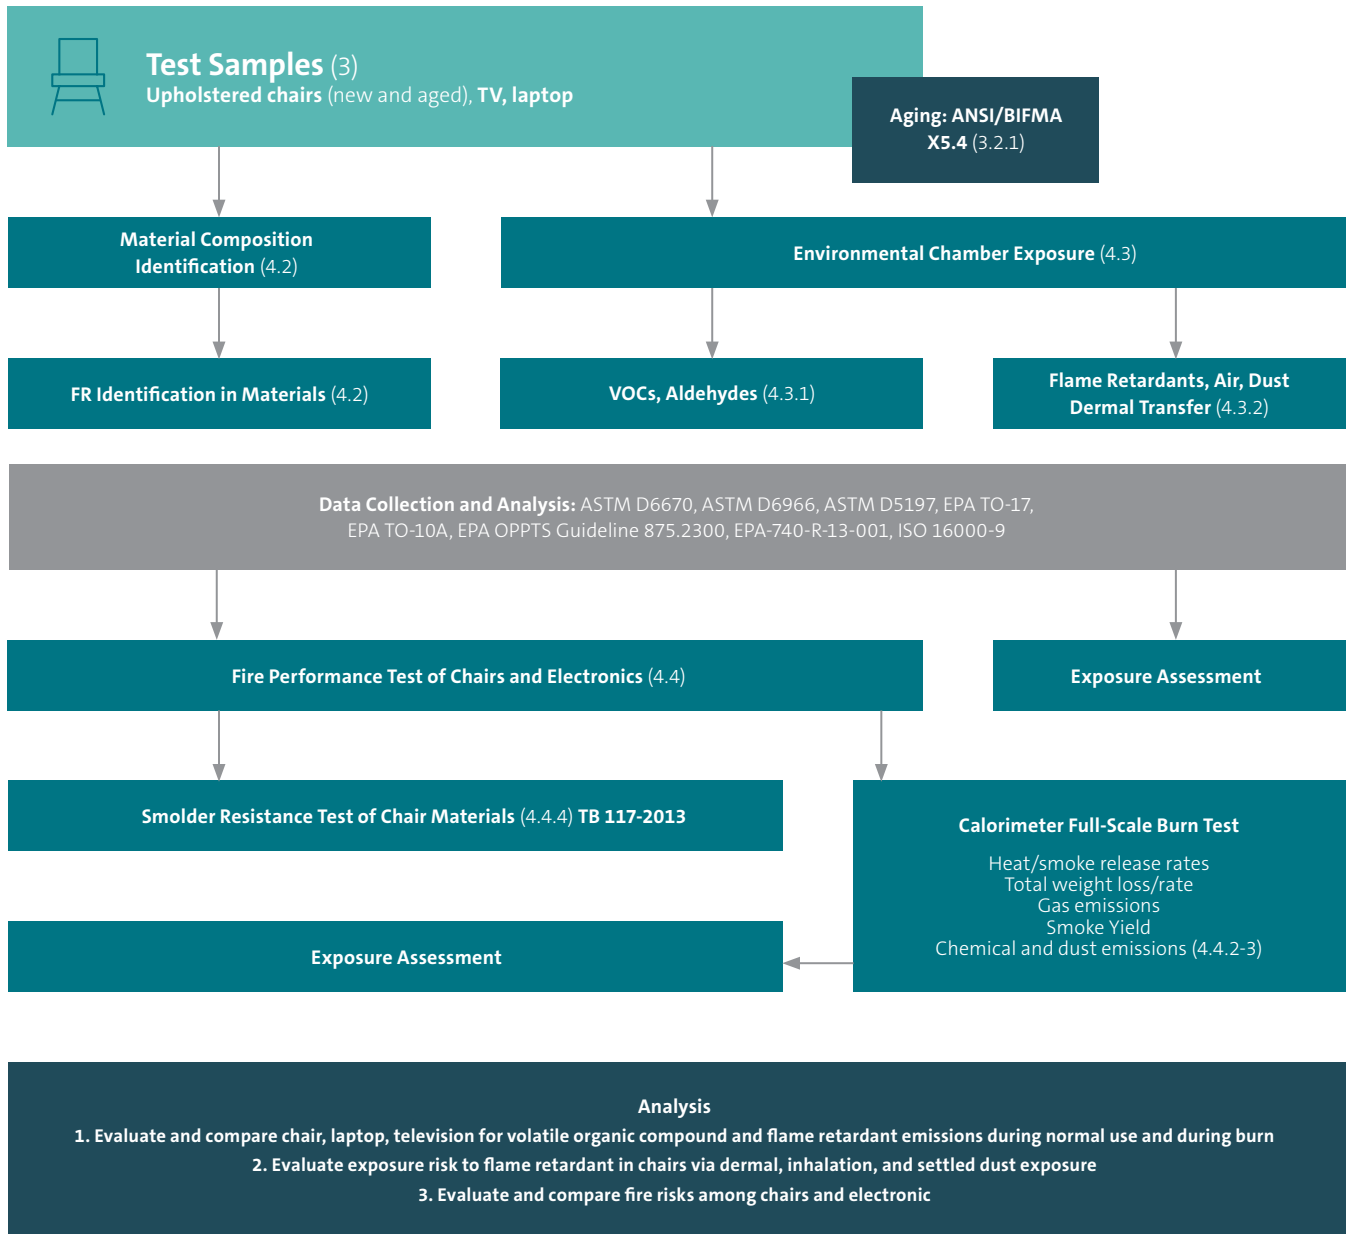 Test Samples (3)
Upholstered chairs (new and aged), TV, laptop
Aging: ANSI/BIFMA
X5.4 (3.2.1)
Material Composition
Identification (4.2)
Environmental Chamber Exposure (4.3)
FR Identification in Materials (4.2)
VOCs, Aldehydes (4.3.1)
Flame Retardants, Air, Dust
Dermal Transfer (4.3.2)
Data Collection and Analysis: ASTM D6670, ASTM D6966, ASTM D5197, EPA TO-17,
EPA TO-10A, EPA OPPTS Guideline 875.2300, EPA-740-R-13-001, ISO 16000-9
Fire Performance Test of Chairs and Electronics (4.4)
Exposure Assessment
Smolder Resistance Test of Chair Materials (4.4.4) TB 117-2013
Calorimeter Full-Scale Burn Test
Heat/smoke release rates
Total weight loss/rate
Gas emissions
Smoke Yield
Chemical and dust emissions (4.4.2-3)
Exposure Assessment
Analysis
1. Evaluate and compare chair, laptop, television for volatile organic compound and flame retardant emissions during normal use and during burn
2. Evaluate exposure risk to flame retardant in chairs via dermal, inhalation, and settled dust exposure
3. Evaluate and compare fire risks among chairs and electronic